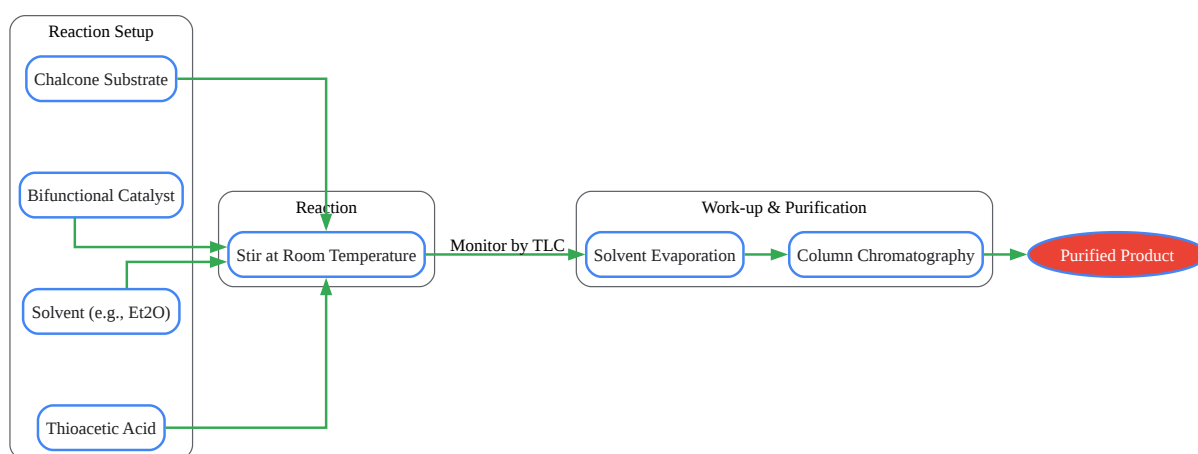 Reaction Setup
Chalcone Substrate
Bifunctional Catalyst
Solvent (e.g., Et2O)
Thioacetic Acid
Reaction
Stir at Room Temperature
Monitor by TLC
Work-up & Purification
Solvent Evaporation
Column Chromatography
Purified Product